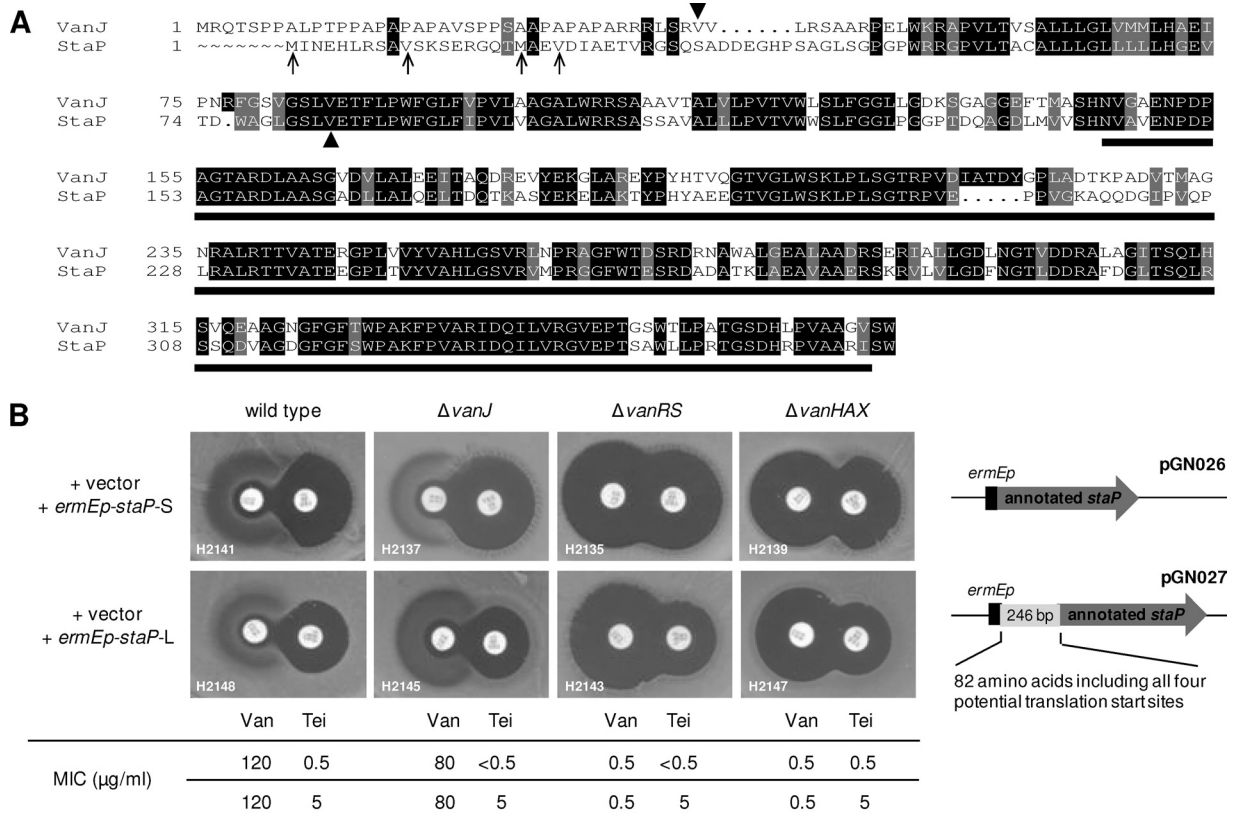 A
VanJ 1 MRQTSPPALPTPPAPAPAPAVSPPSAAPAPAPARRRLSRVV......LRSAARPELWKRAPVLTVSALLLGLVMMLHAEI
StaP 1 ~~~~~~~MINEHLRSAVSKSERGQTMAEVDIAETVRGSQSADDEGHPSAGLSGPGPWRRGPVLTACALLLGLLLLLHGEV
VanJ 75 PNRFGSVGSLVETFLPWFGLFVPVLAAGALWRRSAAAVTALVLLPVTVWLSLFGGLLGDKSGAGGEFTMASHNVGAENPDP
StaP 74 TD.WAGLGSLVETFLPWFGLFIPVLVAGALWRRSASSAVALVLLPVTVWWSLFGGLLPGGPTDQAGDLMVVSHNVAVENPDP
VanJ 155 AGTARDLAASGVDVLALEEITAQDREVYEKGLAREYPYHTVQGTVGLWSKLPLSGTRPVDIATDYGPLADTKPADVTMAG
StaP 153 AGTARDLAASGADLLALQELTDQTKASYEKELAKTYPHYAEEGTVGLWSKLPLSGTRPVE.....PPVGKAQQDGIPVQP
VanJ 235 NRALRTTVATERGPLVVYVAHLGSVRLNPRAGFWTDSRDRNAWALGEALAADRSERIALLGDLNGTVDDRALAGITSQLH
StaP 228 LRALRTTVATEEGPLTVYVAHLGSVRVMPRGGFWTESRDADATKLAEAVAAERSKRVLVLGDFNGTLDDRAFDGLTSQLR
VanJ 315 SVQEAAGNGFGFTWPAKFPVARIDQILVRGVEPTGSWTLPATGSDHLPVAAGVSW
StaP 308 SSQDVAGDGFGFSWPAKFPVARIDQILVRGVEPTSAWLLPRTGSDHRPVAARISW
B
wild type ΔvanJ ΔvanRS ΔvanHAX
+ vector
+ ermEp-staP-S
H2141 H2137 H2135 H2139
pGN026
ermEp
annotated staP
+ vector
+ ermEp-staP-L
H2148 H2145 H2143 H2147
pGN027
ermEp
246 bp annotated staP
82 amino acids including all four
potential translation start sites
Van Tei Van Tei Van Tei Van Tei
MIC (µg/ml)
120 0.5 80 <0.5 0.5 <0.5 0.5 0.5
120 5 80 5 0.5 5 0.5 5